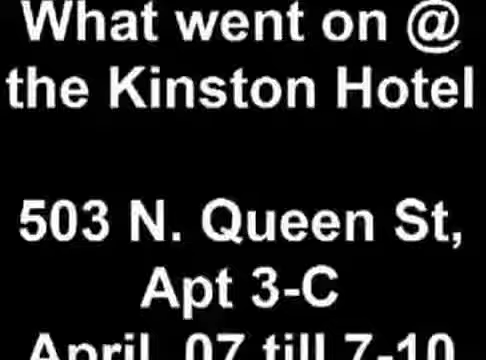 What went on @
the Kinston Hotel
503 N. Queen St,
Apt 3-C
April, 07 till 7-10